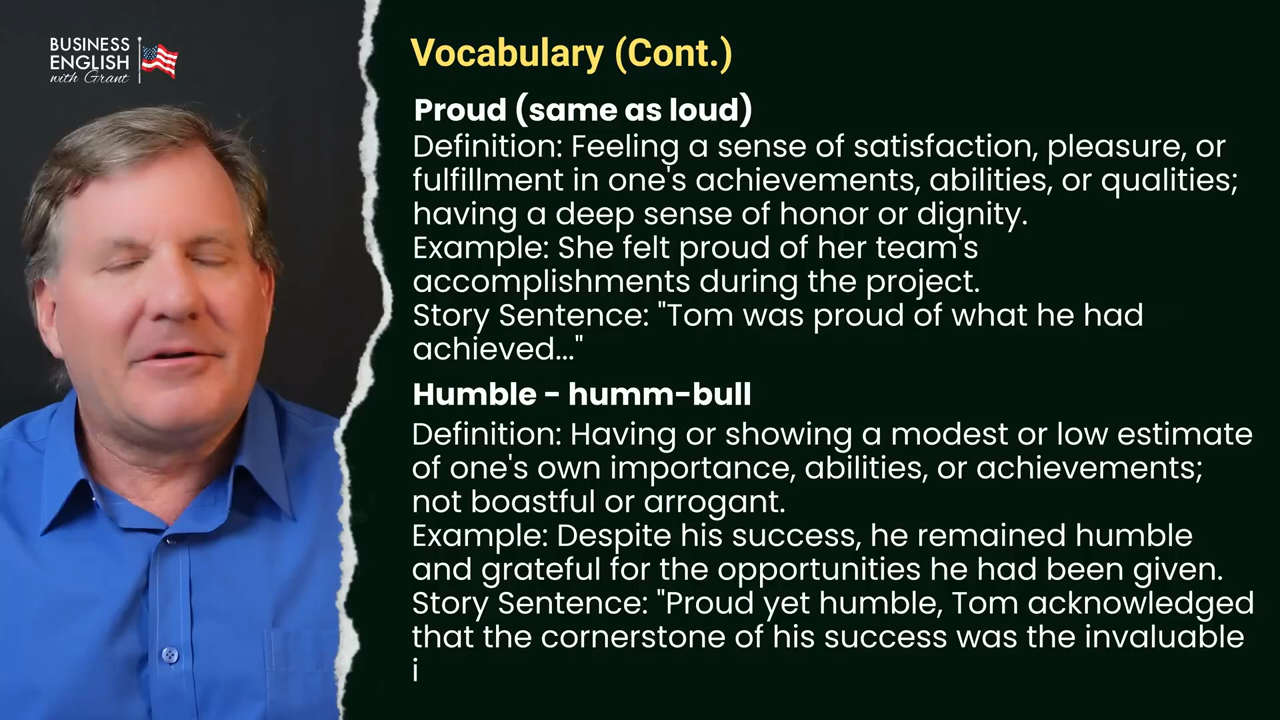 BUSINESS
ENGLISH
with Grant
Vocabulary (Cont.)
Proud (same as loud)
Definition: Feeling a sense of satisfaction, pleasure, or
fulfillment in one's achievements, abilities, or qualities;
having a deep sense of honor or dignity.
Example: She felt proud of her team's
accomplishments during the project.
Story Sentence: "Tom was proud of what he had
achieved..."
Humble - humm-bull
Definition: Having or showing a modest or low estimate
of one's own importance, abilities, or achievements;
not boastful or arrogant.
Example: Despite his success, he remained humble
and grateful for the opportunities he had been given.
Story Sentence: "Proud yet humble, Tom acknowledged
that the cornerstone of his success was the invaluable
i